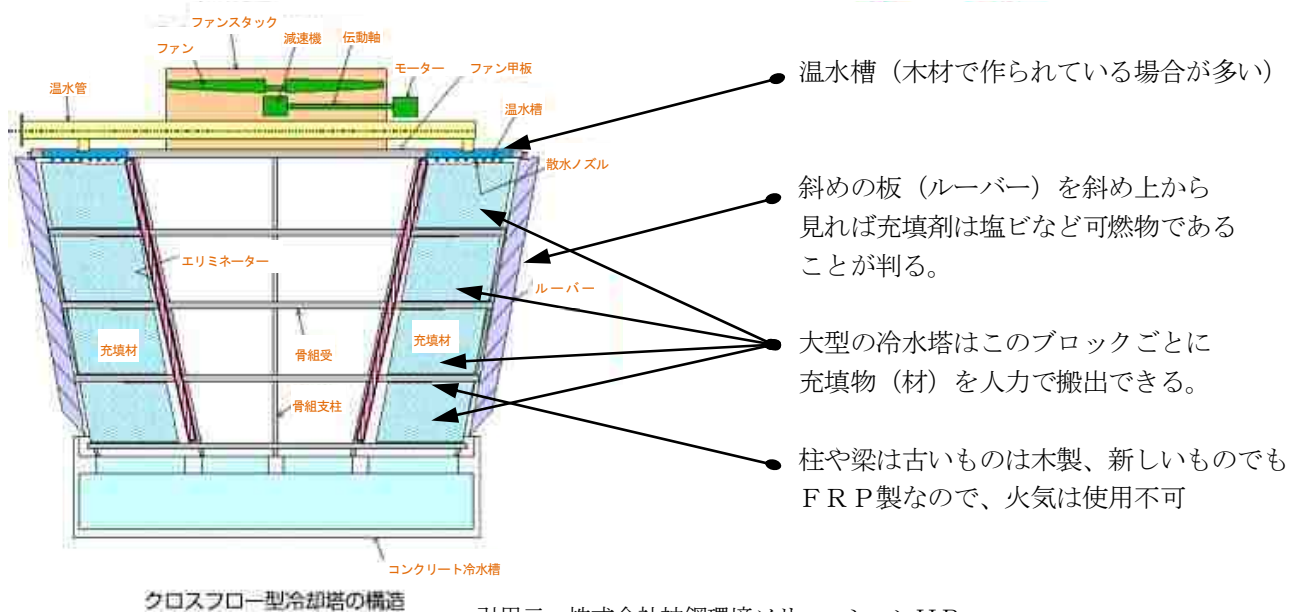 ファンスタック
ファン
減速機
伝動軸
モーター
ファン甲板
温水管
温水槽
散水ノズル
エリミネーター
ルーバー
充填材
充填材
骨組受
骨組支柱
コンクリート冷水槽
クロスフロー型冷却塔の構造
温水槽（木材で作られている場合が多い）
斜めの板（ルーバー）を斜め上から
見れば充填剤は塩ビなど可燃物である
ことが判る。
大型の冷水塔はこのブロックごとに
充填物（材）を人力で搬出できる。
柱や梁は古いものは木製、新しいものでも
ＦＲＰ製なので、火気は使用不可